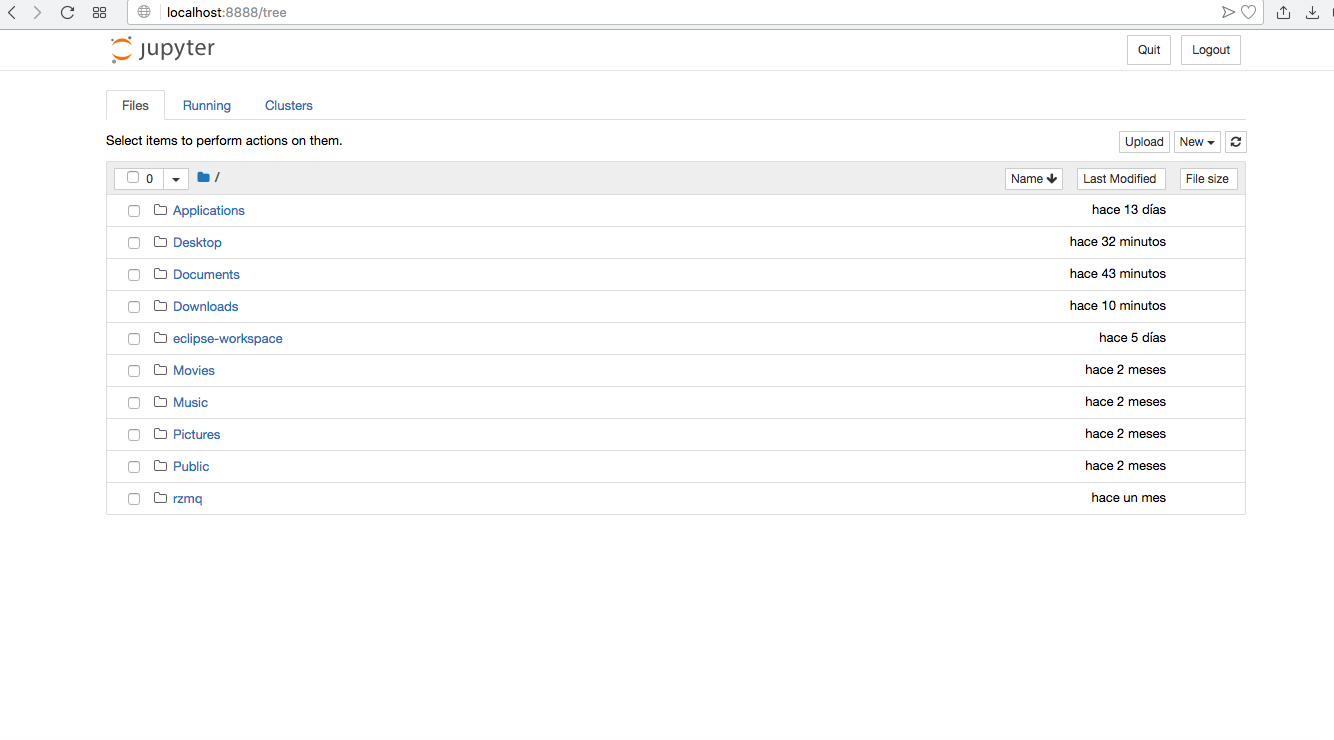 localhost:8888/tree
jupyter
Quit Logout
Files Running Clusters
Select items to perform actions on them.
Upload New
0 / Name Last Modified File size
Applications hace 13 días
Desktop hace 32 minutos
Documents hace 43 minutos
Downloads hace 10 minutos
eclipse-workspace hace 5 días
Movies hace 2 meses
Music hace 2 meses
Pictures hace 2 meses
Public hace 2 meses
rzmq hace un mes